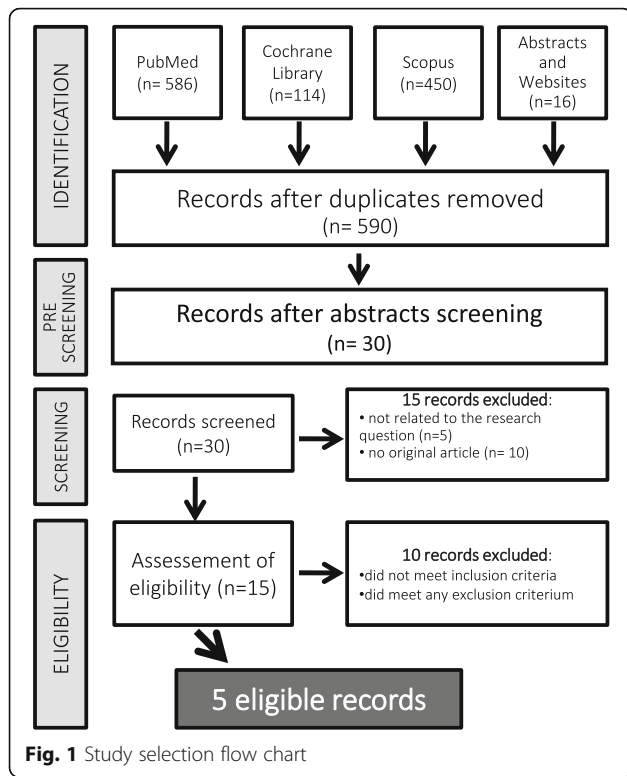 IDENTIFICATION
PubMed
(n= 586)
Cochrane
Library
(n=114)
Scopus
(n=450)
Abstracts
and
Websites
(n=16)
Records after duplicates removed
(n= 590)
PRE
SCREENING
Records after abstracts screening
(n= 30)
SCREENING
Records screened
(n=30)
15 records excluded:
• not related to the research
question (n=5)
• no original article (n= 10)
ELIGIBILITY
Assessement of
eligibility (n=15)
10 records excluded:
•did not meet inclusion criteria
•did meet any exclusion criterium
5 eligible records
Fig. 1 Study selection flow chart